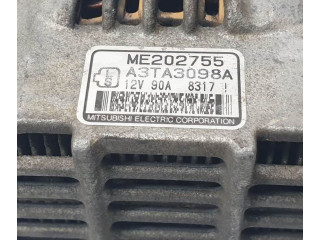 ME202755
L
S
A3TA3098A
12V 90A 8317 !
MITSUBISHI ELECTRIC CORPORATION